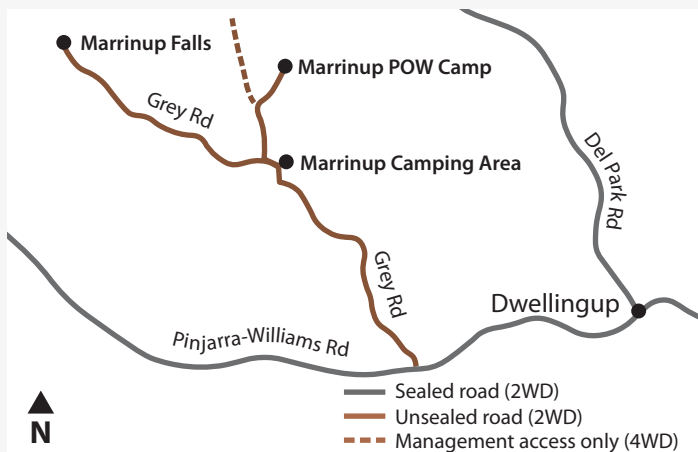 Marrinup Falls
Marrinup POW Camp
Grey Rd
Marrinup Camping Area
Del Park Rd
Grey Rd
Dwellingup
Pinjarra-Williams Rd
Sealed road (2WD)
Unsealed road (2WD)
Management access only (4WD)
N